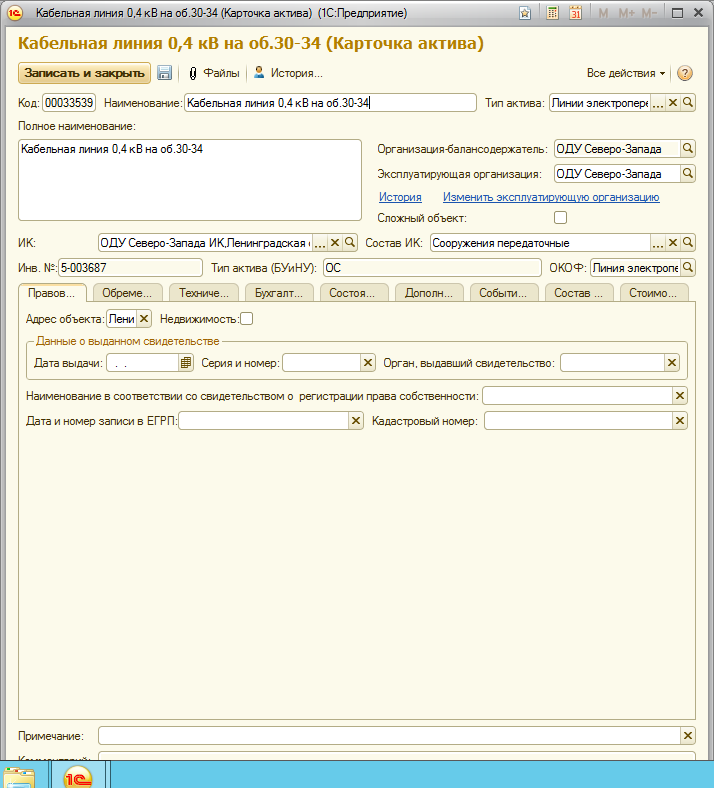 Кабельная линия 0,4 кВ на об.30-34 (Карточка актива) (1С:Предприятие)
M M+ M-
Кабельная линия 0,4 кВ на об.30-34 (Карточка актива)
Записать и закрыть Файлы История... Все действия
Код: 00033539 Наименование: Кабельная линия 0,4 кВ на об.30-34 Тип актива: Линии электропере ...
Полное наименование:
Кабельная линия 0,4 кВ на об.30-34
Организация-балансодержатель: ОДУ Северо-Запада
Эксплуатирующая организация: ОДУ Северо-Запада
История Изменить эксплуатирующую организацию
Сложный объект:
ИК: ОДУ Северо-Запада ИК,Ленинградская ... Состав ИК: Сооружения передаточные ...
Инв. №: 5-003687 Тип актива (БУиНУ): ОС ОКОФ: Линия электропе
Правов... Обреме... Техниче... Бухгалт... Состоя... Дополн... Событи... Состав ... Стоимо...
Адрес объекта: Лени Недвижимость:
Данные о выданном свидетельстве
Дата выдачи: . . Серия и номер: Орган, выдавший свидетельство:
Наименование в соответствии со свидетельством о регистрации права собственности:
Дата и номер записи в ЕГРП: Кадастровый номер:
Примечание:
Комментарий: